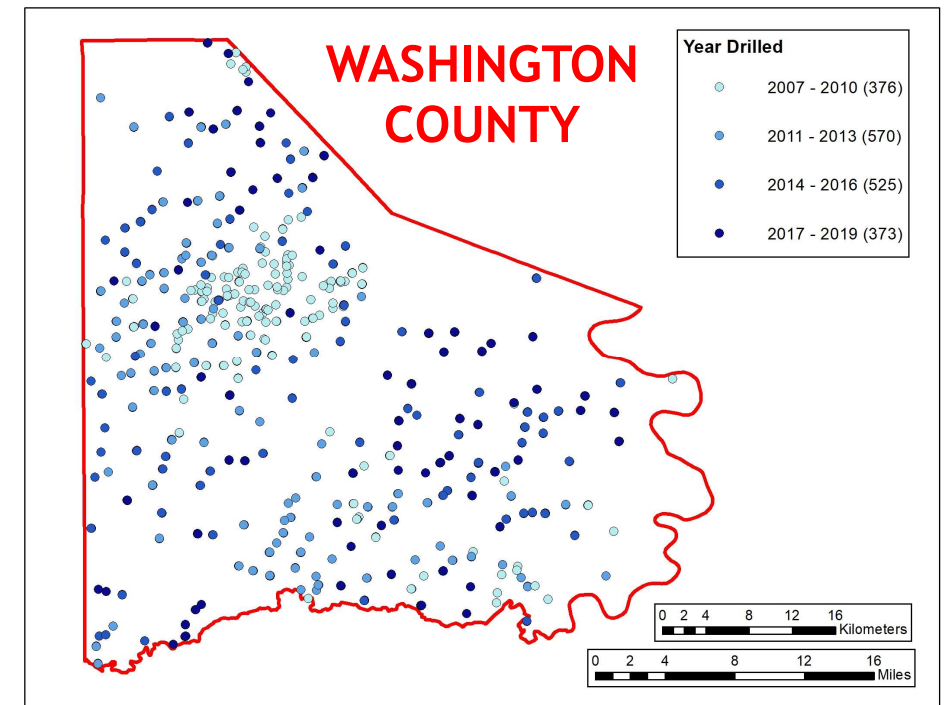 WASHINGTON
COUNTY
Year Drilled
2007 - 2010 (376)
2011 - 2013 (570)
2014 - 2016 (525)
2017 - 2019 (373)
0 2 4 8 12 16
Kilometers
0 2 4 8 12 16
Miles